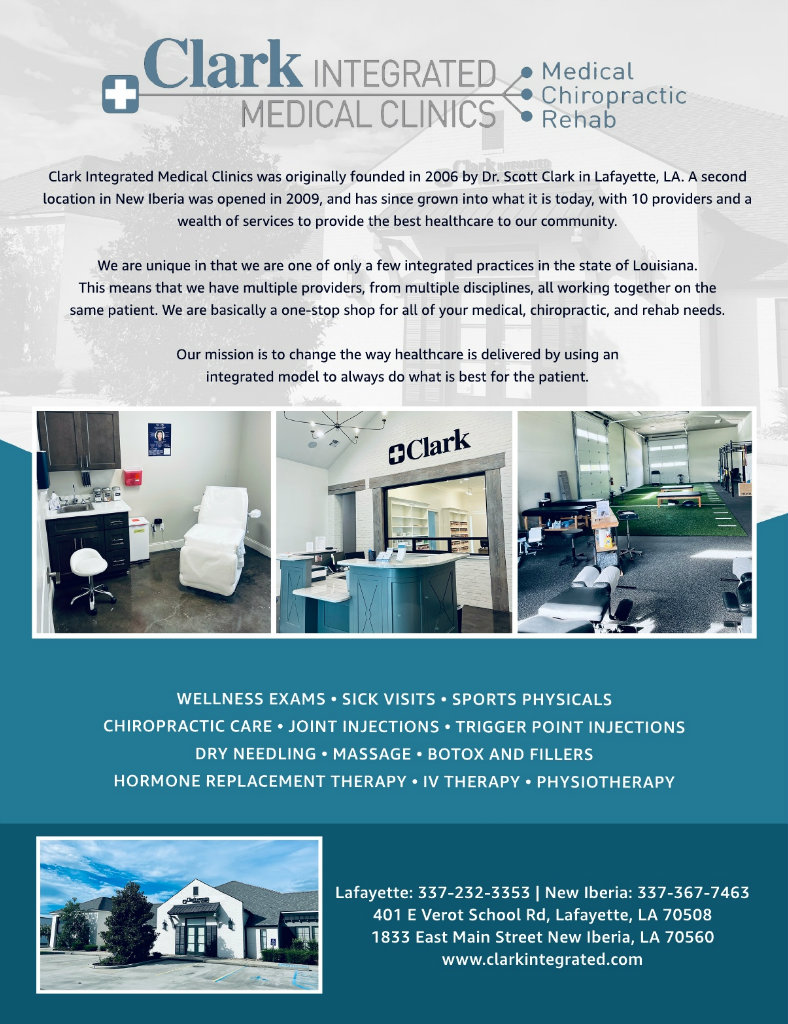 Clark INTEGRATED
MEDICAL CLINICS
Medical
Chiropractic
Rehab
Clark Integrated Medical Clinics was originally founded in 2006 by Dr. Scott Clark in Lafayette, LA. A second
location in New Iberia was opened in 2009, and has since grown into what it is today, with 10 providers and a
wealth of services to provide the best healthcare to our community.
We are unique in that we are one of only a few integrated practices in the state of Louisiana.
This means that we have multiple providers, from multiple disciplines, all working together on the
same patient. We are basically a one-stop shop for all of your medical, chiropractic, and rehab needs.
Our mission is to change the way healthcare is delivered by using an
integrated model to always do what is best for the patient.
Clark
WELLNESS EXAMS • SICK VISITS • SPORTS PHYSICALS
CHIROPRACTIC CARE • JOINT INJECTIONS • TRIGGER POINT INJECTIONS
DRY NEEDLING • MASSAGE • BOTOX AND FILLERS
HORMONE REPLACEMENT THERAPY • IV THERAPY • PHYSIOTHERAPY
Lafayette: 337-232-3353 | New Iberia: 337-367-7463
401 E Verot School Rd, Lafayette, LA 70508
1833 East Main Street New Iberia, LA 70560
www.clarkintegrated.com